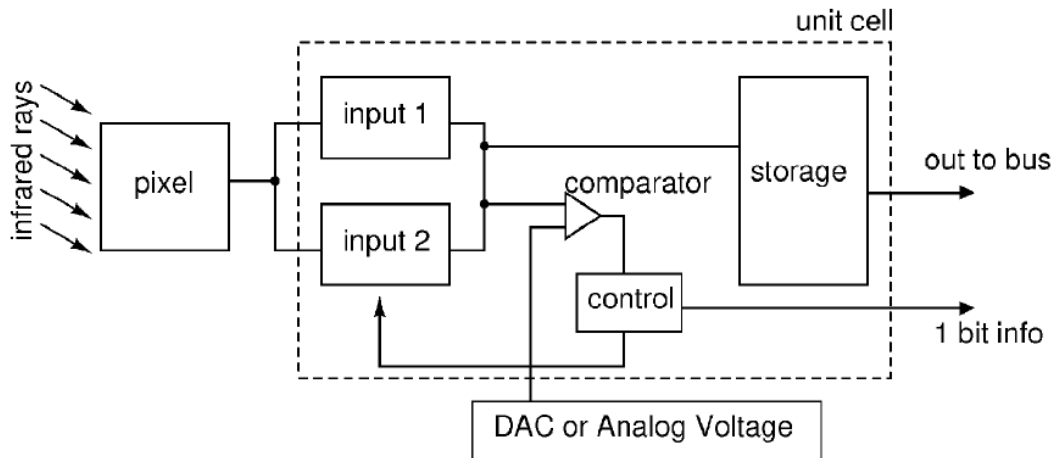 unit cell
infrared rays
pixel
input 1
input 2
comparator
storage
out to bus
control
1 bit info
DAC or Analog Voltage